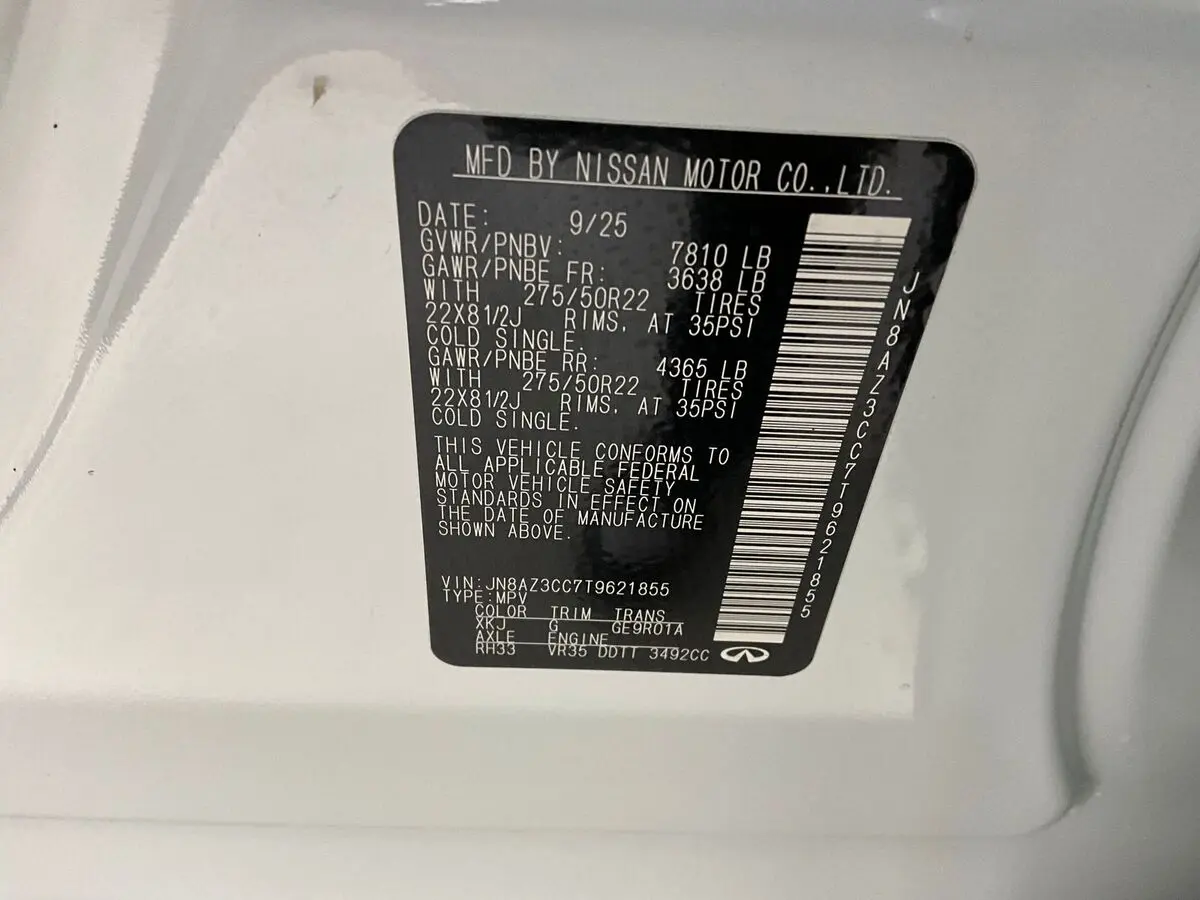 MFD BY NISSAN MOTOR CO.,LTD.
DATE: 9/25
GVWR/PNBV: 7810 LB
GAWR/PNBE FR: 3638 LB
WITH 275/50R22 TIRES
22X81/2J RIMS, AT 35PSI
COLD SINGLE.
GAWR/PNBE RR: 4365 LB
WITH 275/50R22 TIRES
22X81/2J RIMS, AT 35PSI
COLD SINGLE.
THIS VEHICLE CONFORMS TO
ALL APPLICABLE FEDERAL
MOTOR VEHICLE SAFETY
STANDARDS IN EFFECT ON
THE DATE OF MANUFACTURE
SHOWN ABOVE.
VIN:JN8AZ3CC7T9621855
TYPE:MPV
COLOR TRIM TRANS
XKJ G GE9R01A
AXLE ENGINE
RH33 VR35 DDTT 3492CC
JN8AZ3CC7T9621855